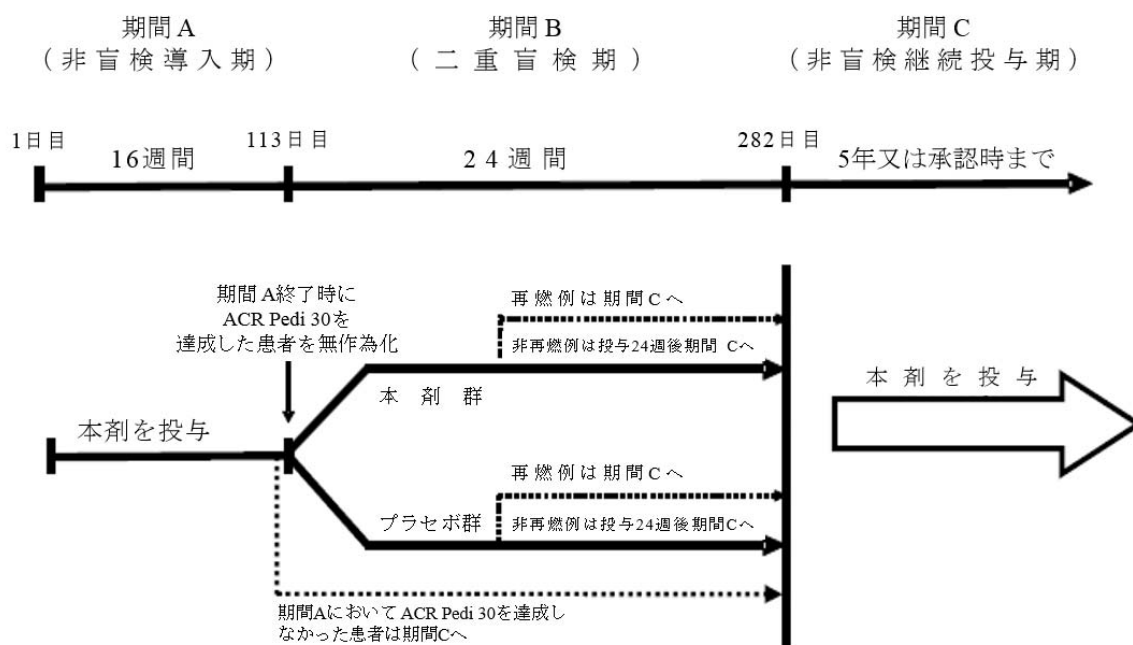 期間 A
（非盲検導入期）
期間 B
（二重盲検期）
期間 C
（非盲検継続投与期）
1日目
113日目
282日目
16週間
24週間
5年又は承認時まで
期間 A終了時に
ACR Pedi 30を
達成した患者を無作為化
再燃例は期間Cへ
非再燃例は投与24週後期間 Cへ
本剤群
本剤を投与
本剤を投与
再燃例は期間Cへ
プラセボ群
非再燃例は投与24週後期間Cへ
期間Aにおいて ACR Pedi 30を達成し
なかった患者は期間Cへ